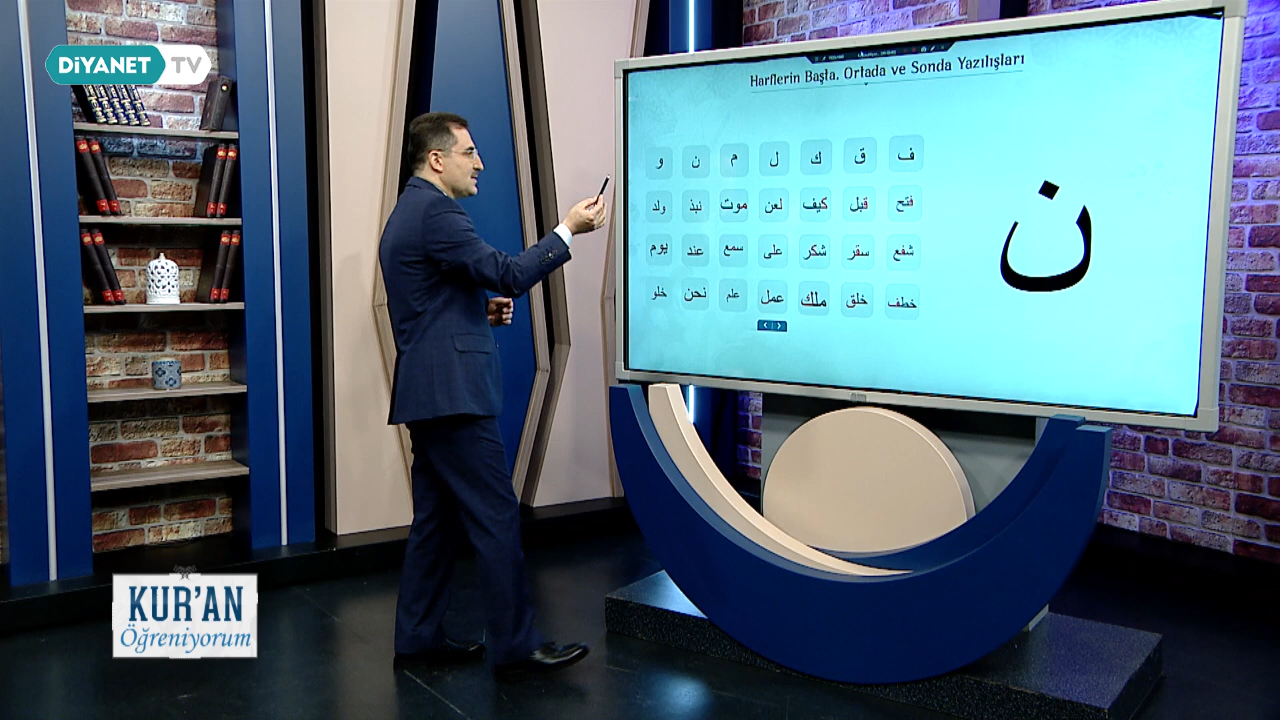 DİYANET TV
Harflerin Başta, Ortada ve Sonda Yazılışları
ف ق ك ل م ن و
فتح قبل كيف لعن موت نبذ ولد
شفع سقر شكر على سمع عند يوم
خطف خلق ملك عمل علم نحن خلو
ن
KUR'AN
Öğreniyorum